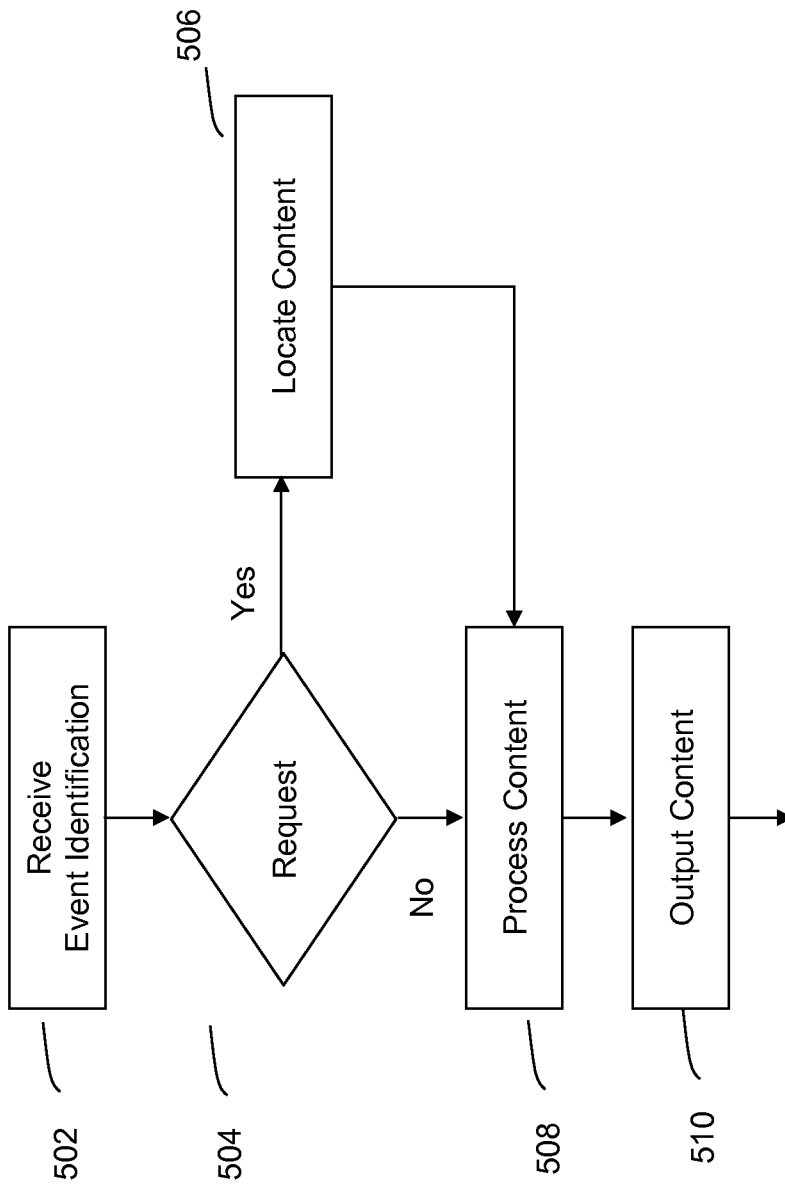 502
Receive
Event Identification
504
Request
Yes
506
Locate Content
No
508
Process Content
510
Output Content